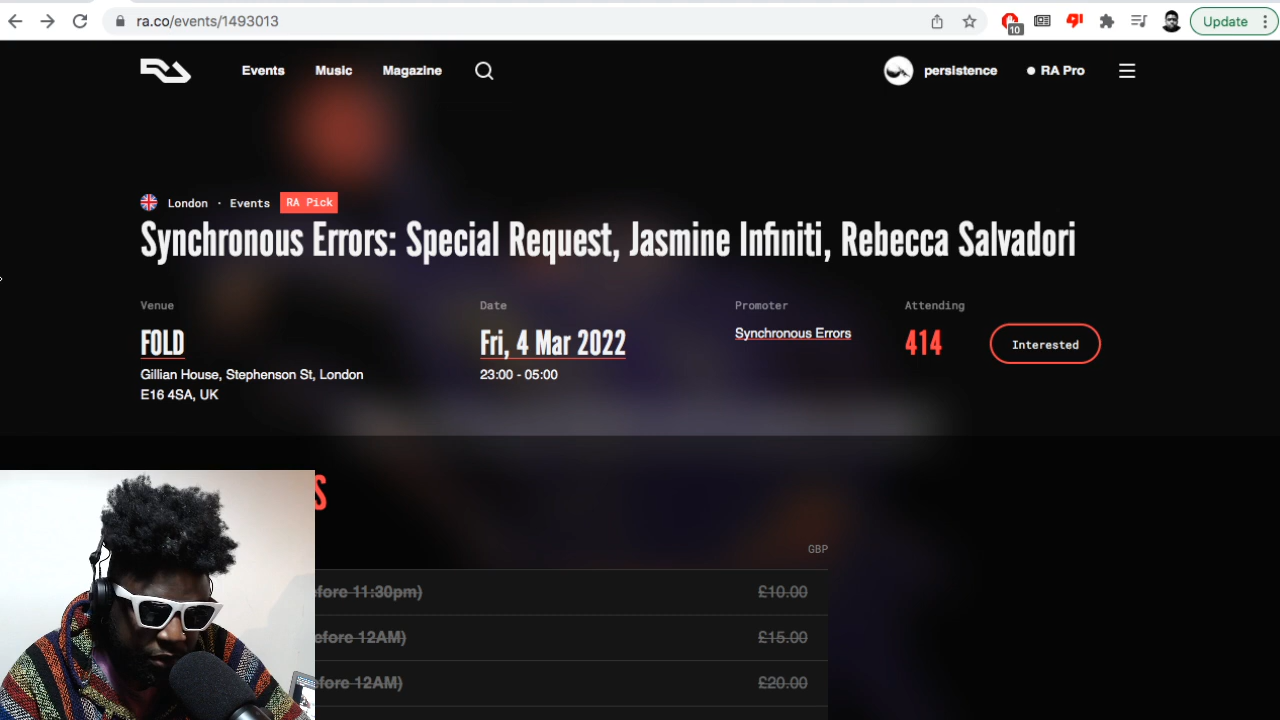 ra.co/events/1493013
10
Update
Events
Music
Magazine
persistence
RA Pro
London · Events
RA Pick
Synchronous Errors: Special Request, Jasmine Infiniti, Rebecca Salvadori
Venue
Date
Promoter
Attending
FOLD
Fri, 4 Mar 2022
Synchronous Errors
414
Interested
Gillian House, Stephenson St, London
23:00 - 05:00
E16 4SA, UK
S
GBP
efore 11:30pm)
£10.00
efore 12AM)
£15.00
efore 12AM)
£20.00